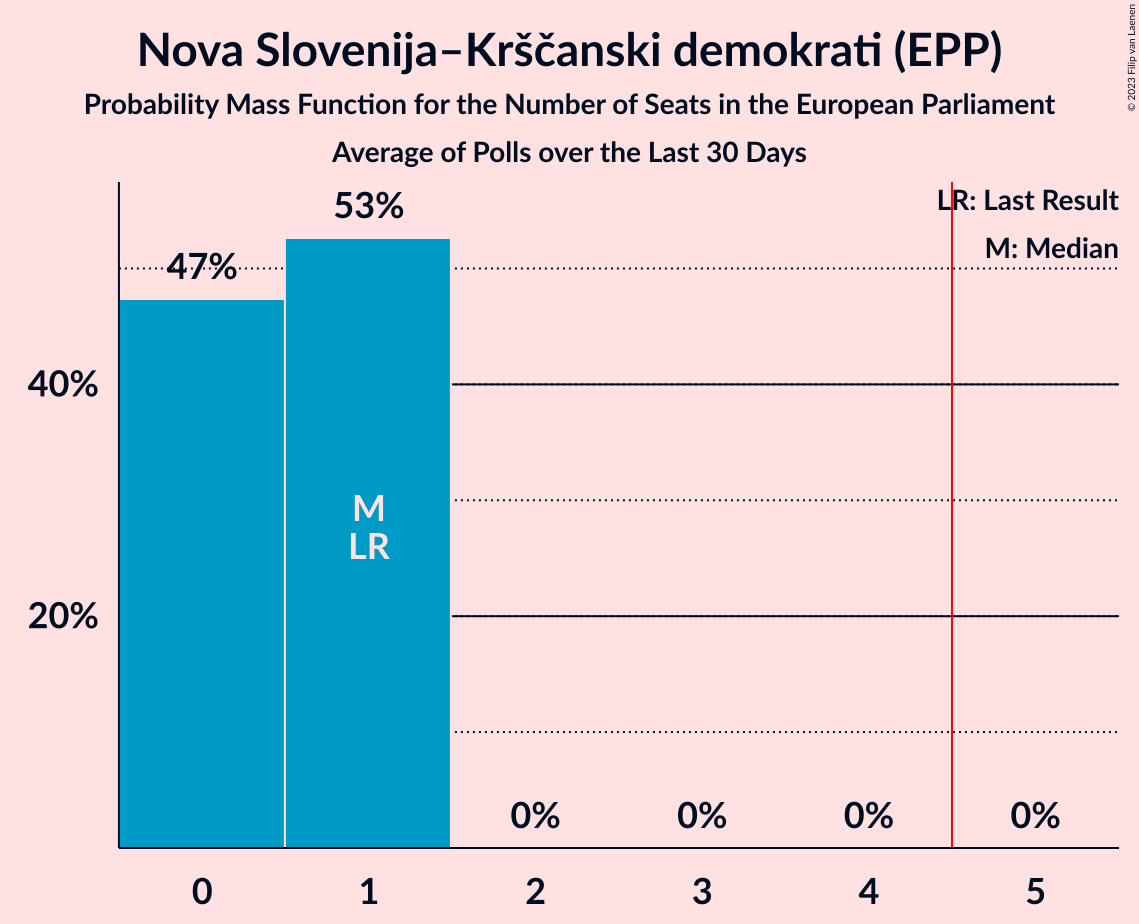 Nova Slovenija–Krščanski demokrati (EPP)
Probability Mass Function for the Number of Seats in the European Parliament
Average of Polls over the Last 30 Days
© 2023 Filip van Laenen
LR: Last Result
M: Median
53%
47%
40%
20%
M
LR
0%
0%
0%
0%
0
1
2
3
4
5